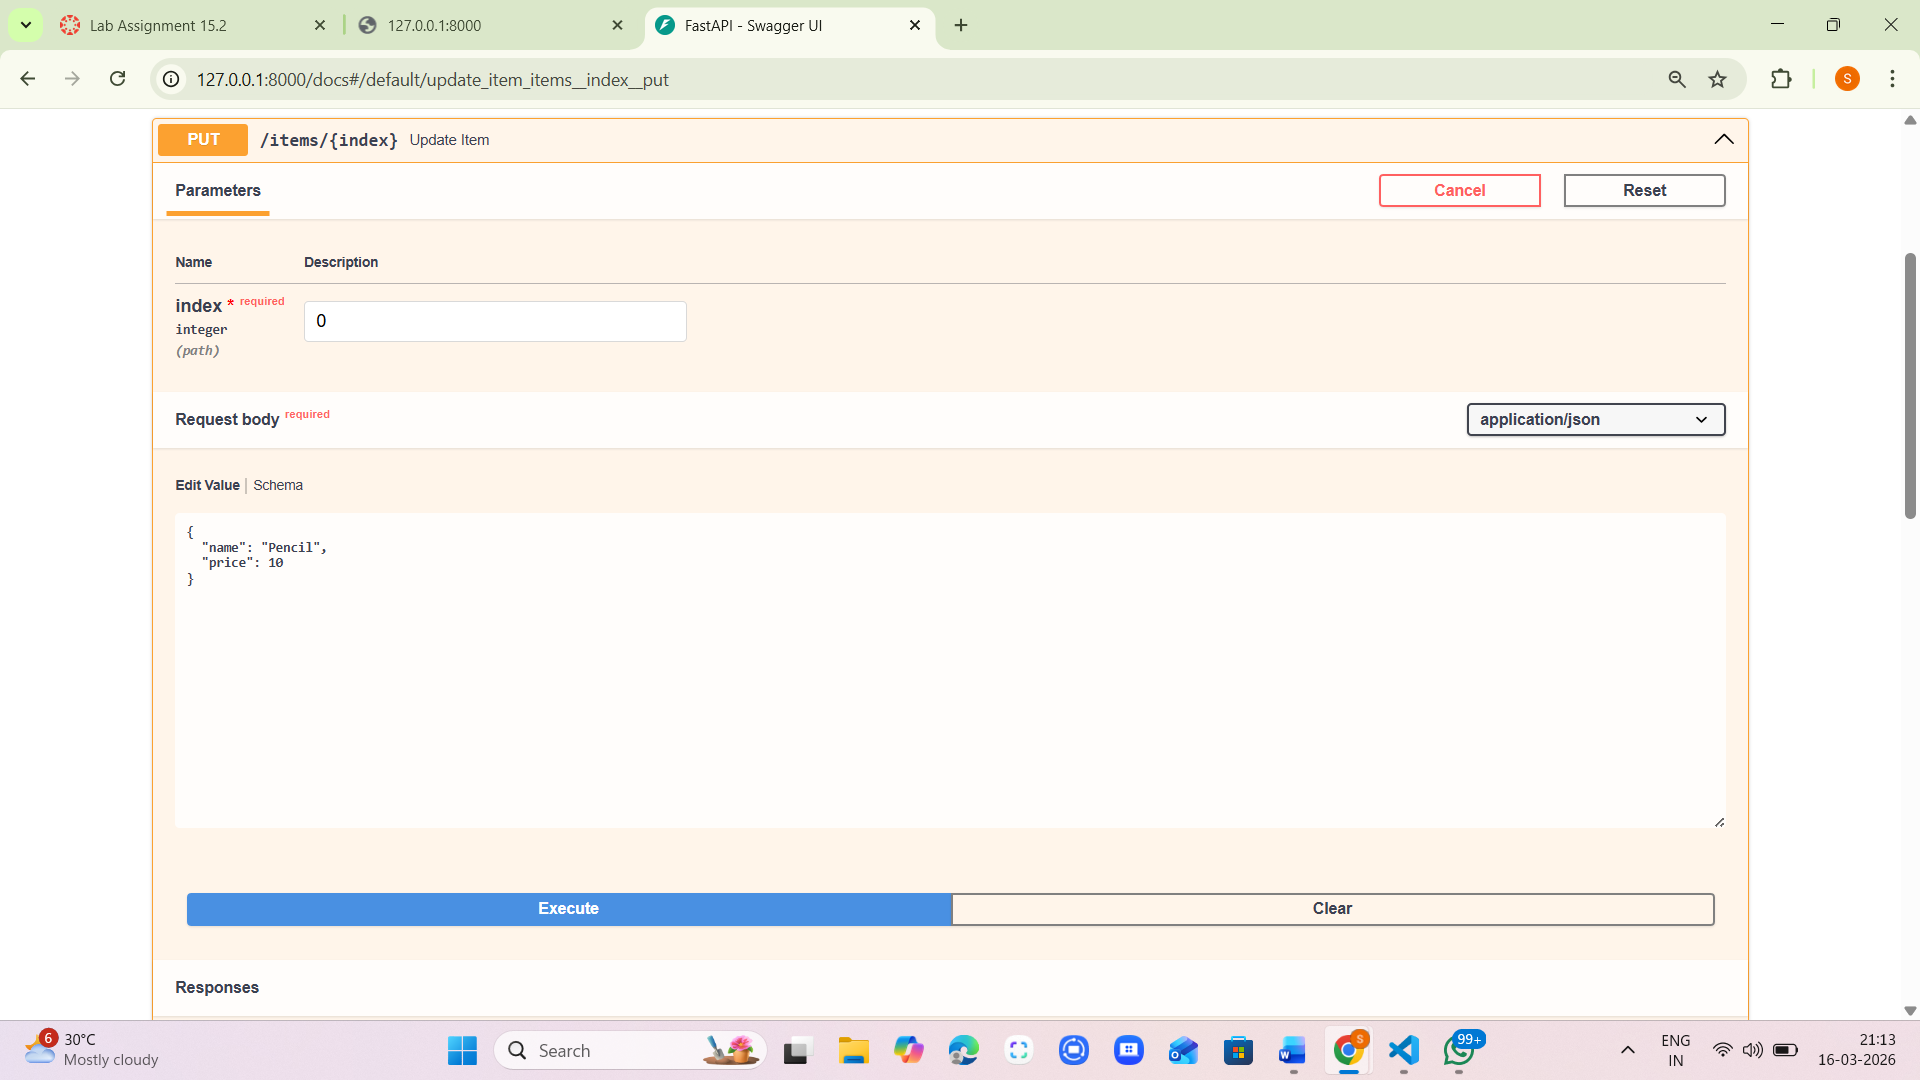 Lab Assignment 15.2
127.0.0.1:8000
FastAPI - Swagger UI
127.0.0.1:8000/docs#/default/update_item_items__index__put
S
PUT /items/{index} Update Item
Parameters
Cancel
Reset
Name Description
index * required
integer
(path)
0
Request body required
application/json
Edit Value | Schema
{
  "name": "Pencil",
  "price": 10
}
Execute
Clear
Responses
6
30°C
Mostly cloudy
Search
S
99+
ENG
IN
21:13
16-03-2026